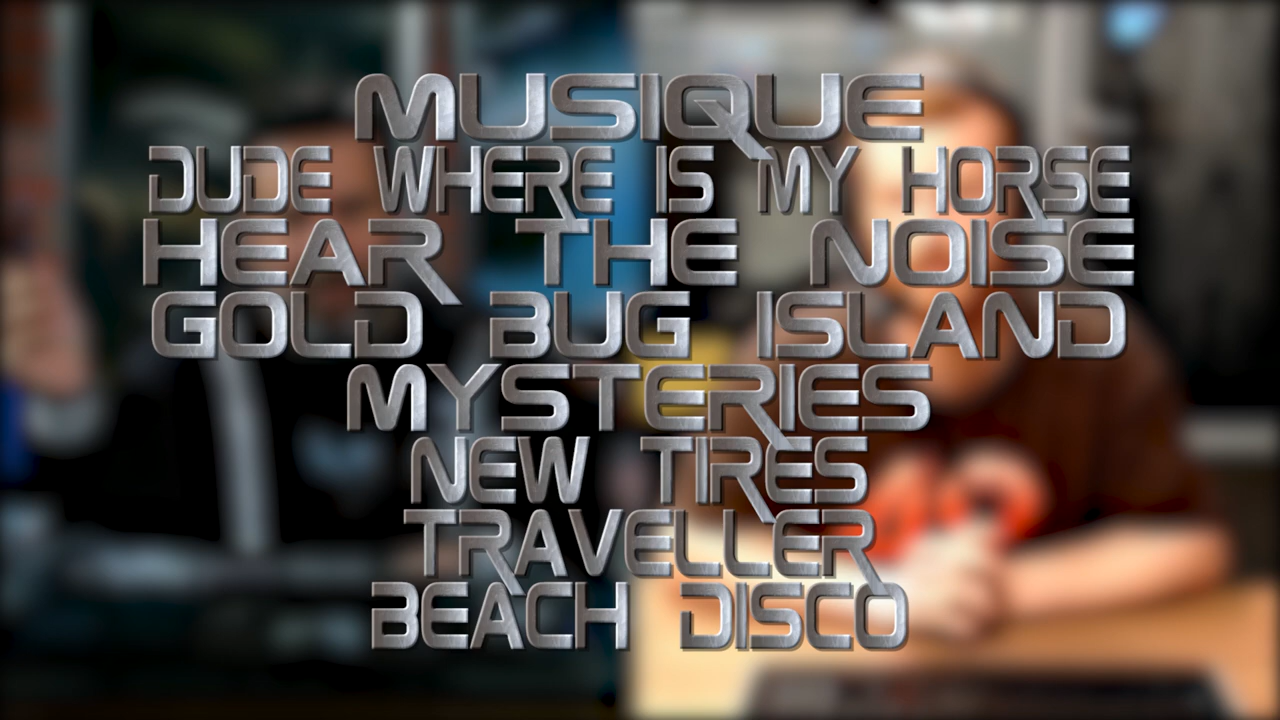 MUSIQUE
DUDE WHERE IS MY HORSE
HEAR THE NOISE
GOLD BUG ISLAND
MYSTERIES
NEW TIRES
TRAVELLER
BEACH DISCO